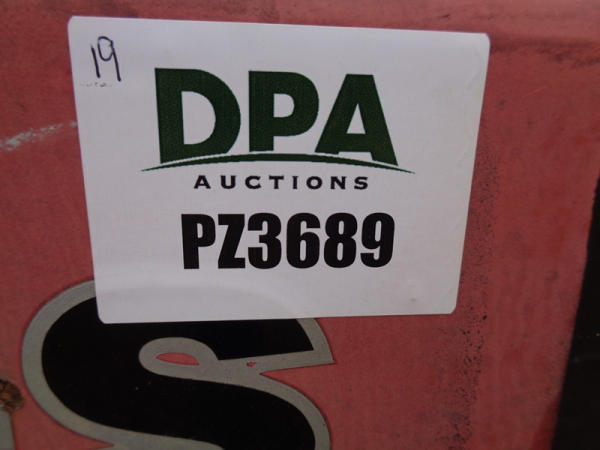 19
DPA
AUCTIONS
PZ3689
S